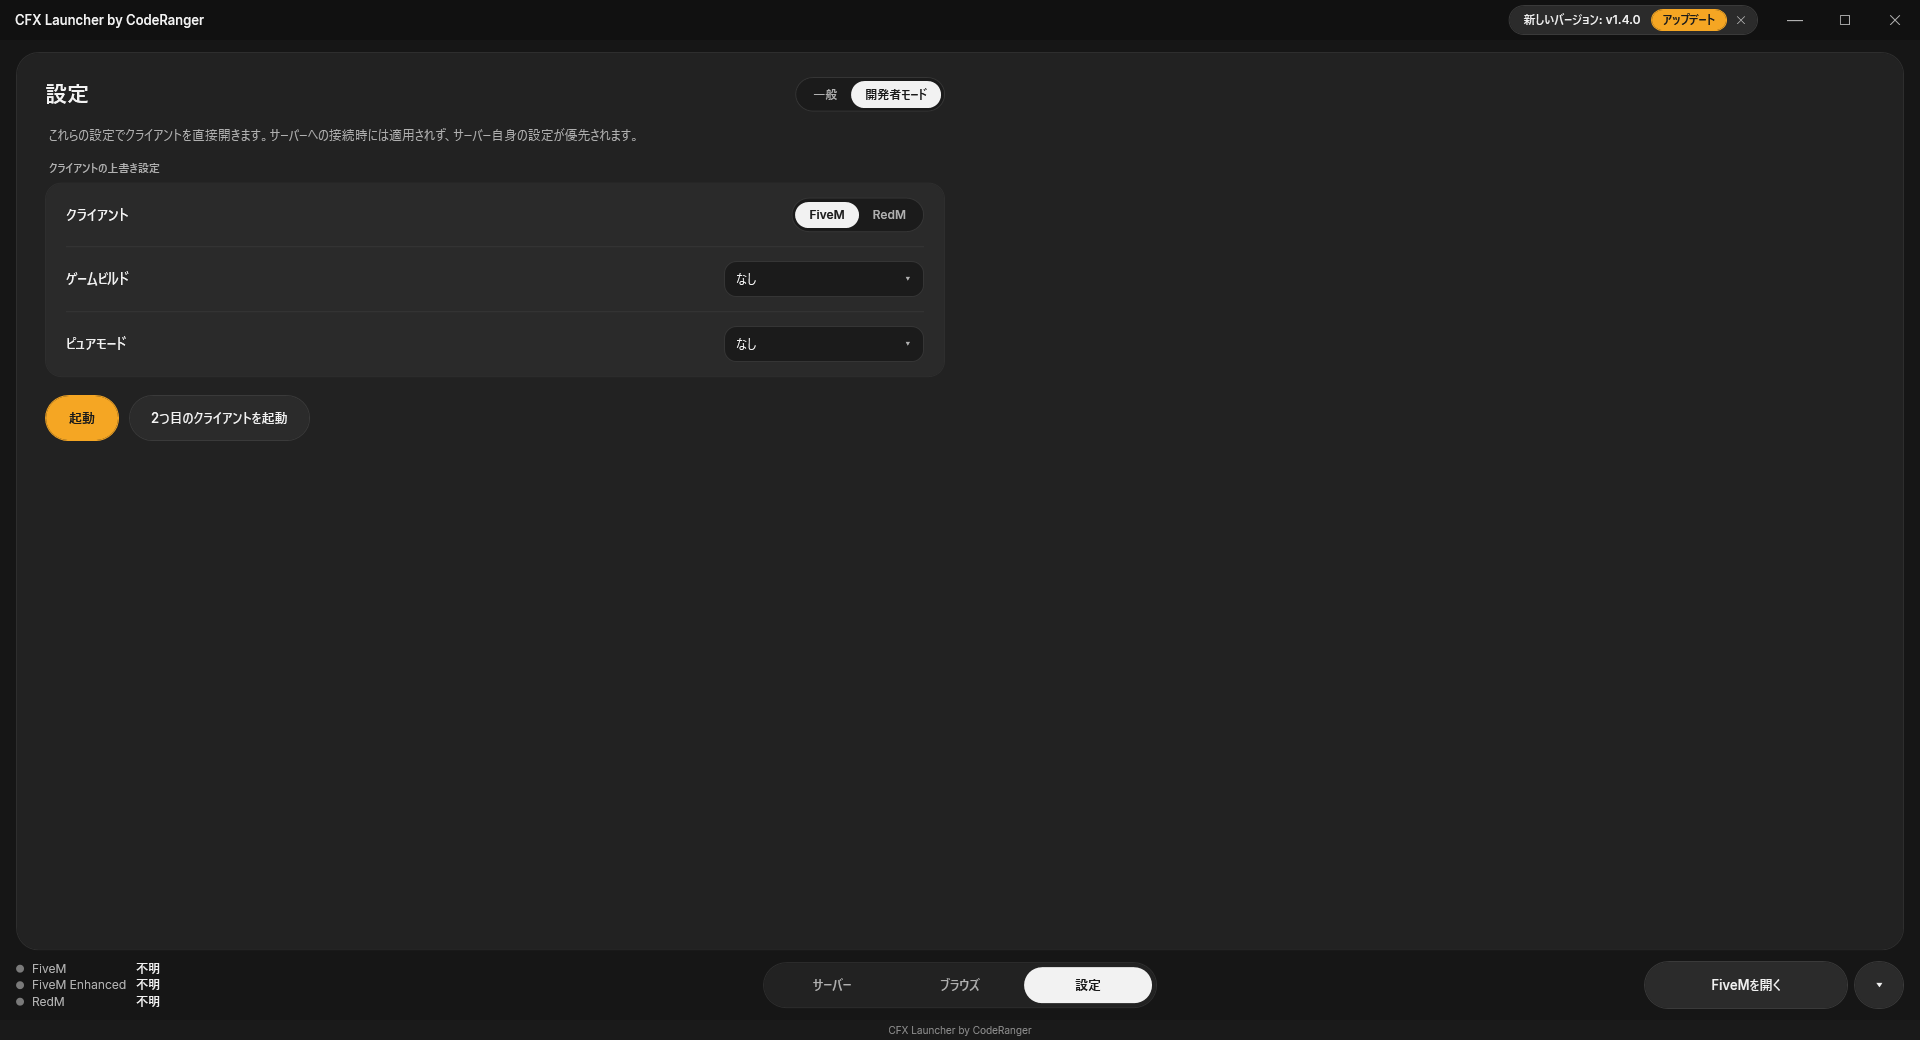 CFX Launcher by CodeRanger
新しいバージョン: v1.4.0 アップデート
設定
一般 開発者モード
これらの設定でクライアントを直接開きます。サーバーへの接続時には適用されず、サーバー自身の設定が優先されます。
クライアントの上書き設定
クライアント FiveM RedM
ゲームビルド なし
ピュアモード なし
起動 2つ目のクライアントを起動
FiveM 不明
FiveM Enhanced 不明
RedM 不明
サーバー ブラウズ 設定
FiveMを開く
CFX Launcher by CodeRanger